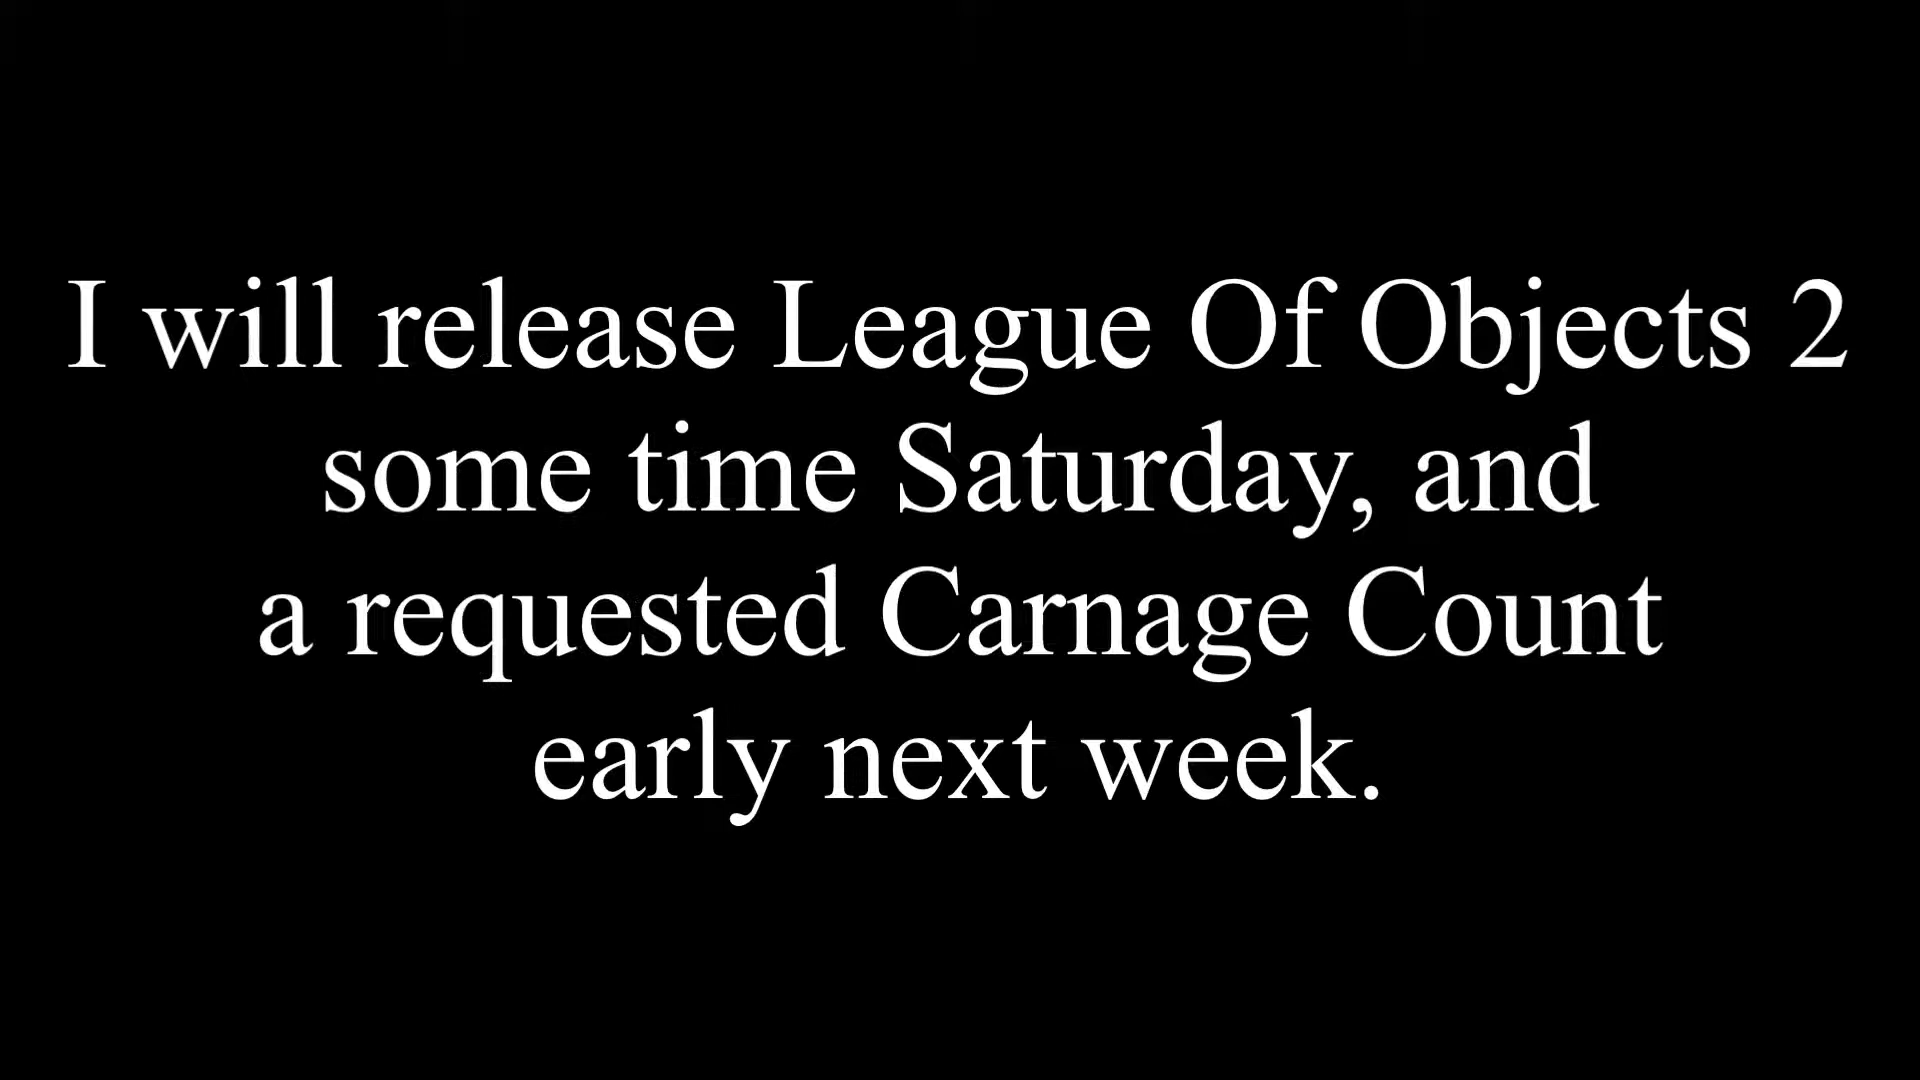 I will release League Of Objects 2
some time Saturday, and
a requested Carnage Count
early next week.